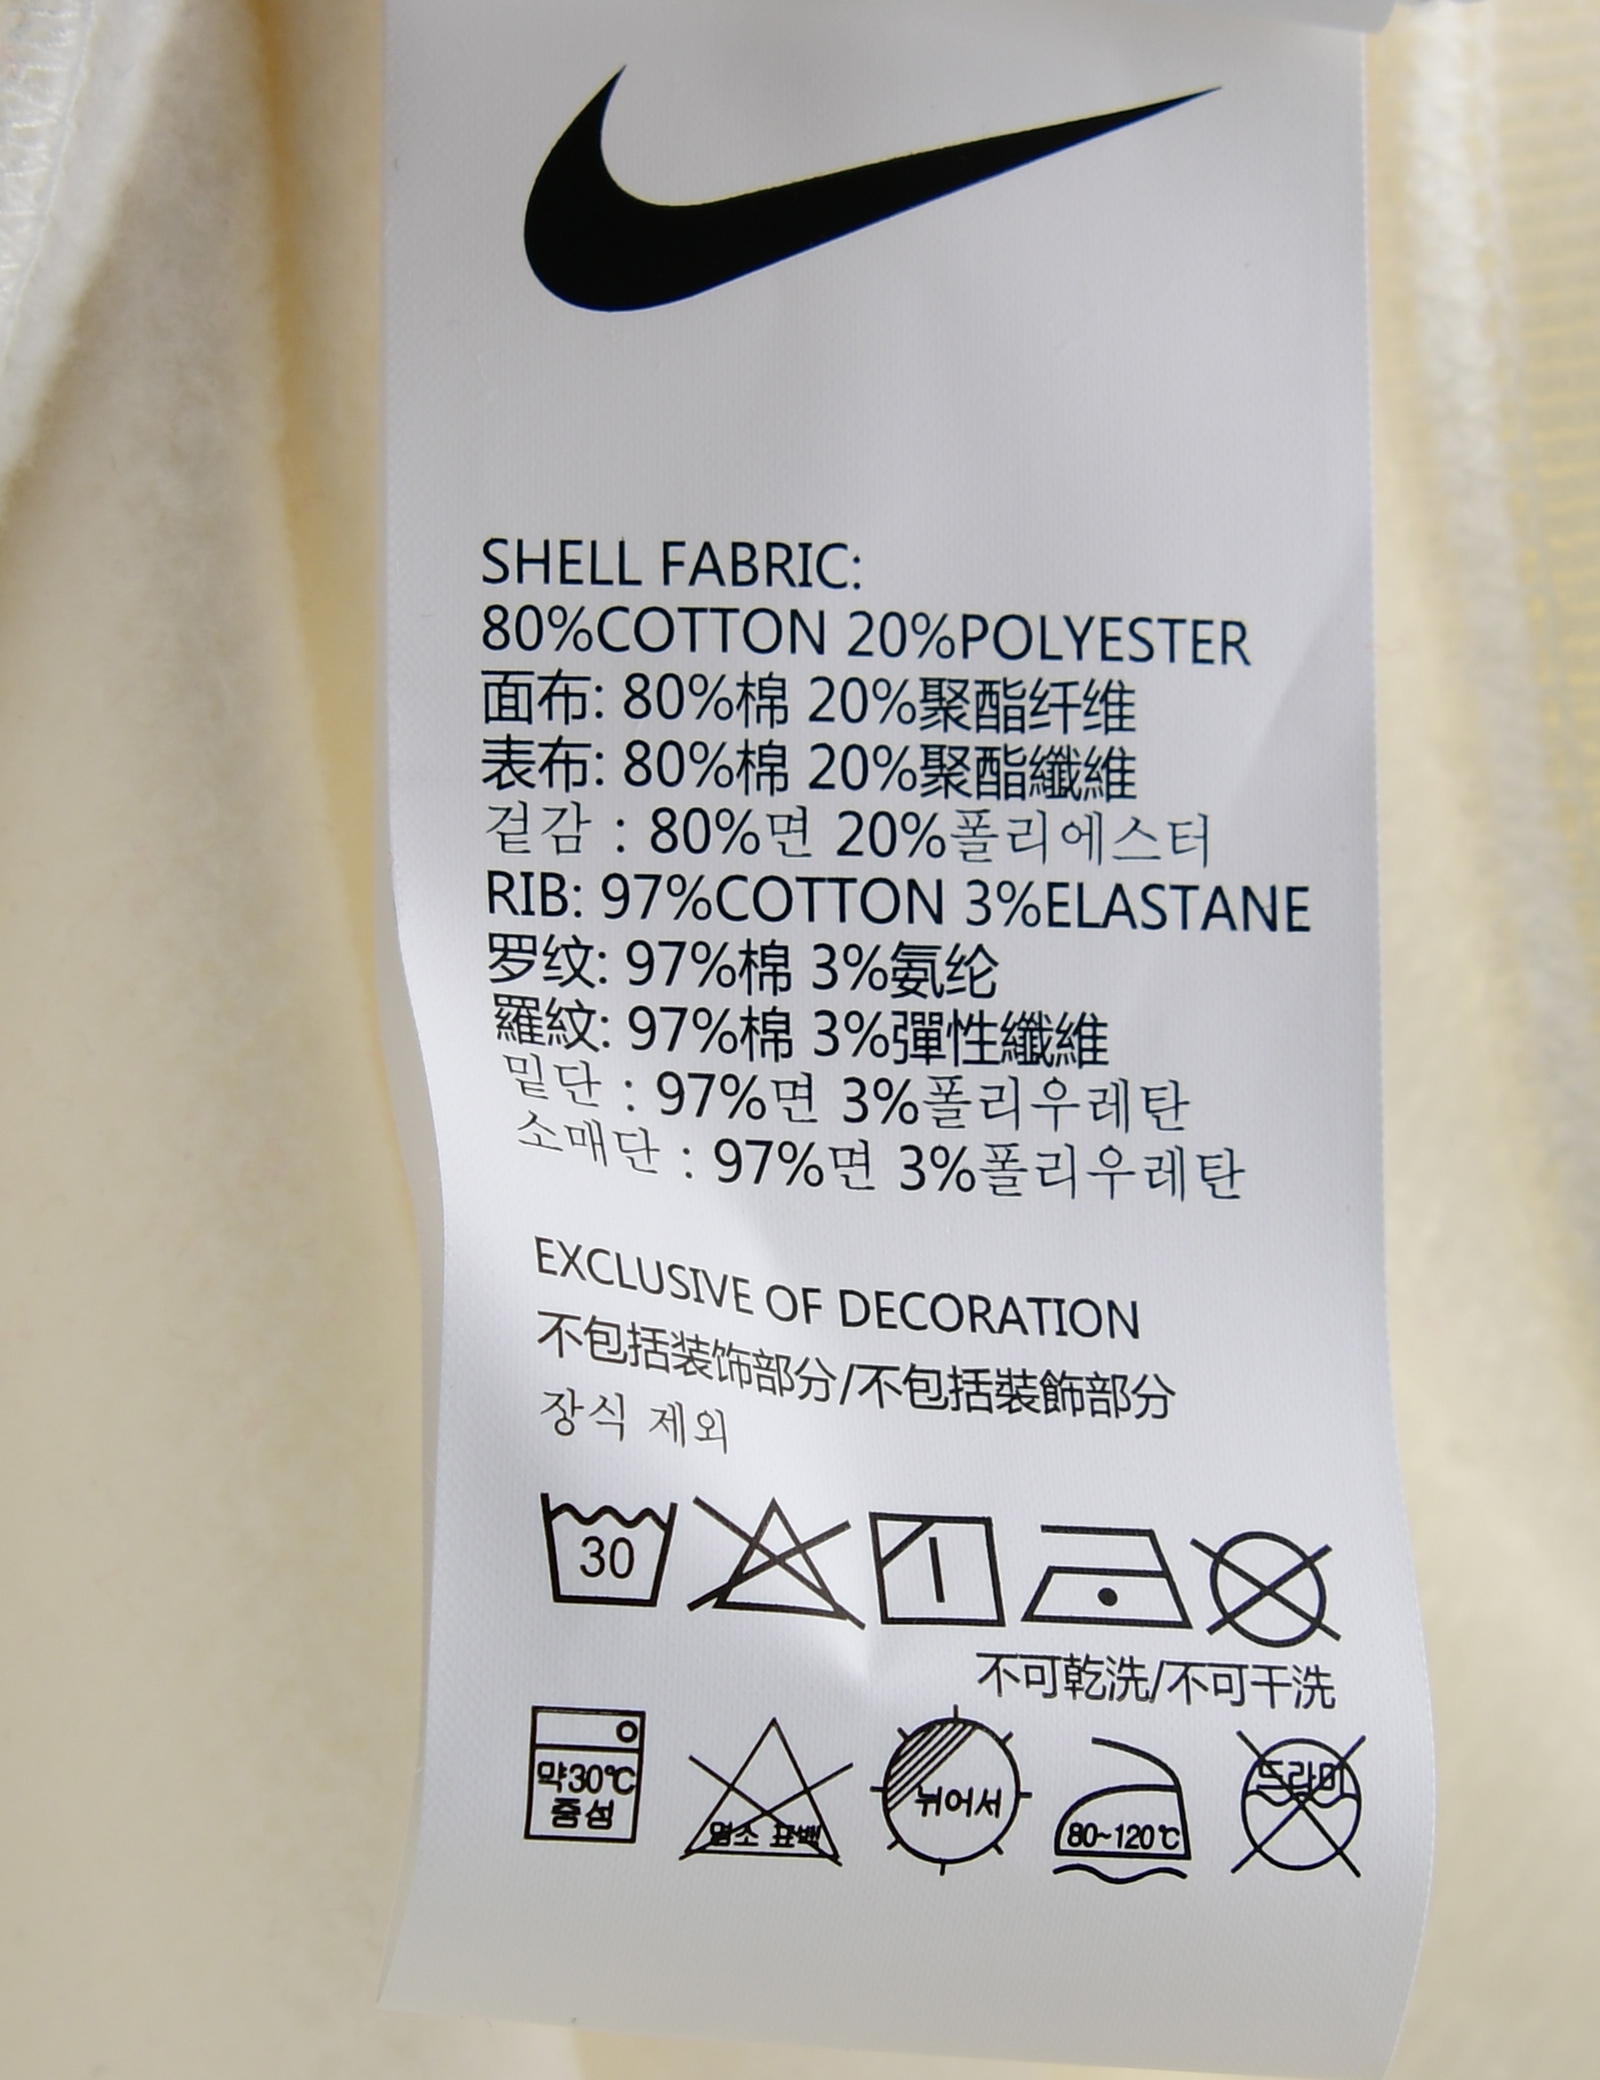 SHELL FABRIC:
80%COTTON 20%POLYESTER
面布: 80%棉 20%聚酯纤维
表布: 80%棉 20%聚酯纖維
겉감 : 80%면 20%폴리에스터
RIB: 97%COTTON 3%ELASTANE
罗纹: 97%棉 3%氨纶
羅紋: 97%棉 3%彈性纖維
밑단 : 97%면 3%폴리우레탄
소매단 : 97%면 3%폴리우레탄
EXCLUSIVE OF DECORATION
不包括装饰部分/不包括裝飾部分
장식 제외
30
不可乾洗/不可干洗
약30℃
중성
염소 표백
뉘어서
80~120℃
드라이